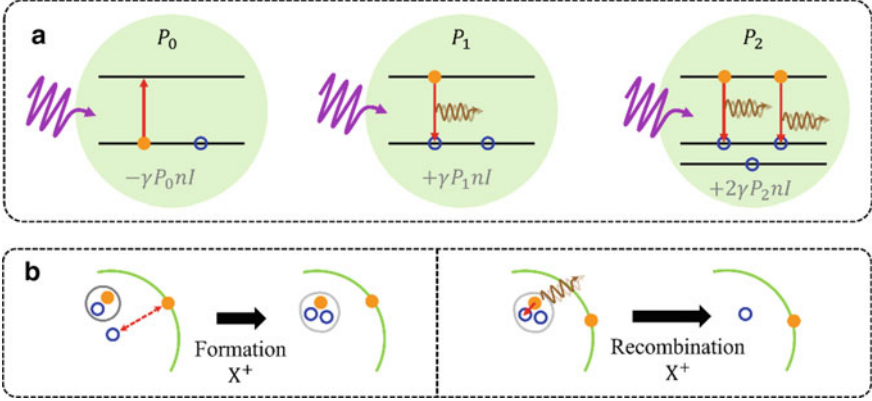 a
P₀
P₁
P₂
−γP₀nI
+γP₁nI
+2γP₂nI
b
Formation
X⁺
Recombination
X⁺